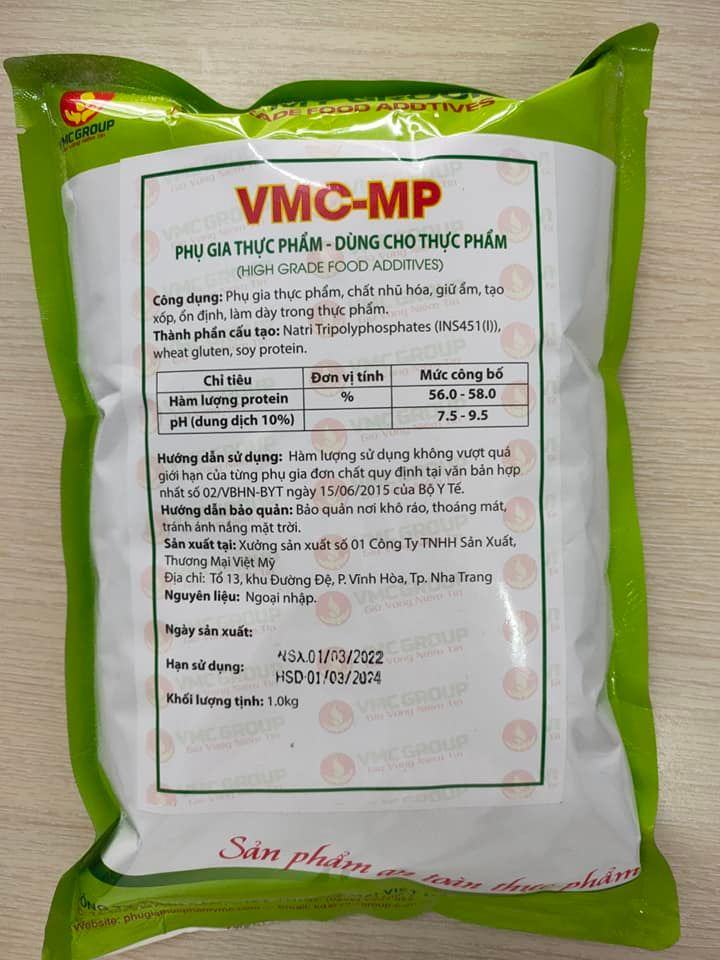 VMC GROUP
Giữ Vững Niềm Tin
FOOD ADDTIVES
VMC-MP
PHỤ GIA THỰC PHẨM - DÙNG CHO THỰC PHẨM
(HIGH GRADE FOOD ADDITIVES)
Công dụng: Phụ gia thực phẩm, chất nhũ hóa, giữ ẩm, tạo
xốp, ổn định, làm dày trong thực phẩm.
Thành phần cấu tạo: Natri Tripolyphosphates (INS451(I)),
wheat gluten, soy protein.
Chỉ tiêu Đơn vị tính Mức công bố
Hàm lượng protein % 56.0 - 58.0
pH (dung dịch 10%) 7.5 - 9.5
Hướng dẫn sử dụng: Hàm lượng sử dụng không vượt quá
giới hạn của từng phụ gia đơn chất quy định tại văn bản hợp
nhất số 02/VBHN-BYT ngày 15/06/2015 của Bộ Y Tế.
Hướng dẫn bảo quản: Bảo quản nơi khô ráo, thoáng mát,
tránh ánh nắng mặt trời.
Sản xuất tại: Xưởng sản xuất số 01 Công Ty TNHH Sản Xuất,
Thương Mại Việt Mỹ
Địa chỉ: Tổ 13, khu Đường Đệ, P. Vĩnh Hòa, Tp. Nha Trang
Nguyên liệu: Ngoại nhập.
Ngày sản xuất:
NSX.01/03/2022
Hạn sử dụng:
HSD-01/03/2024
Khối lượng tịnh: 1.0kg
Sản phẩm an toàn thực phẩm